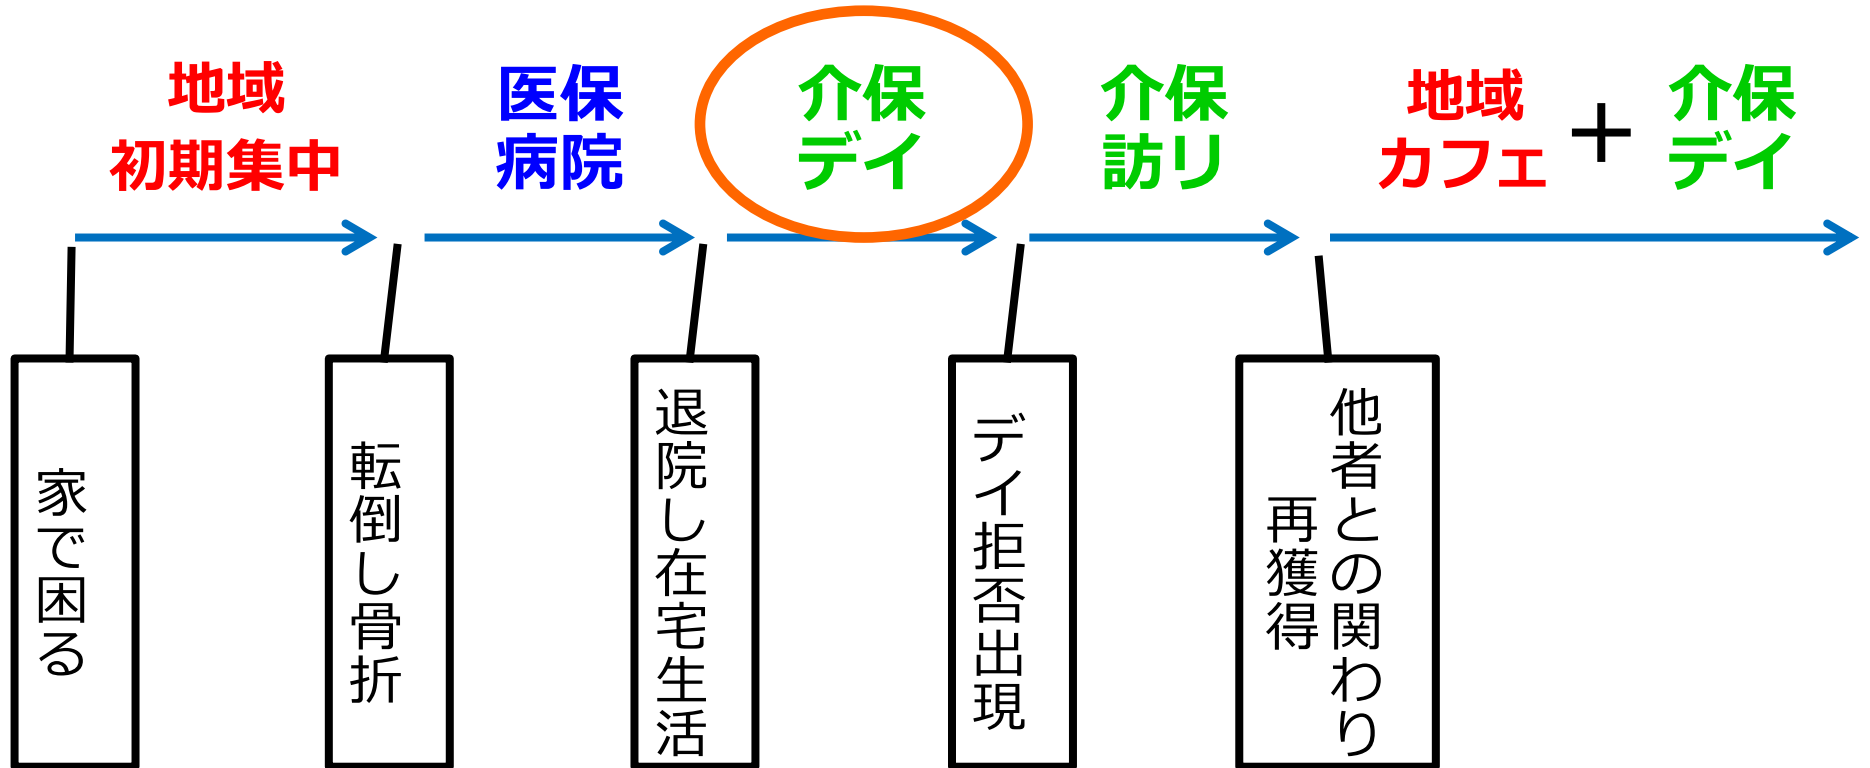 地域
初期集中
医保
病院
介保
デイ
介保
訪リ
地域
カフェ
＋
介保
デイ
家で困る
転倒し骨折
退院し在宅生活
デイ拒否出現
他者との関わり
再獲得